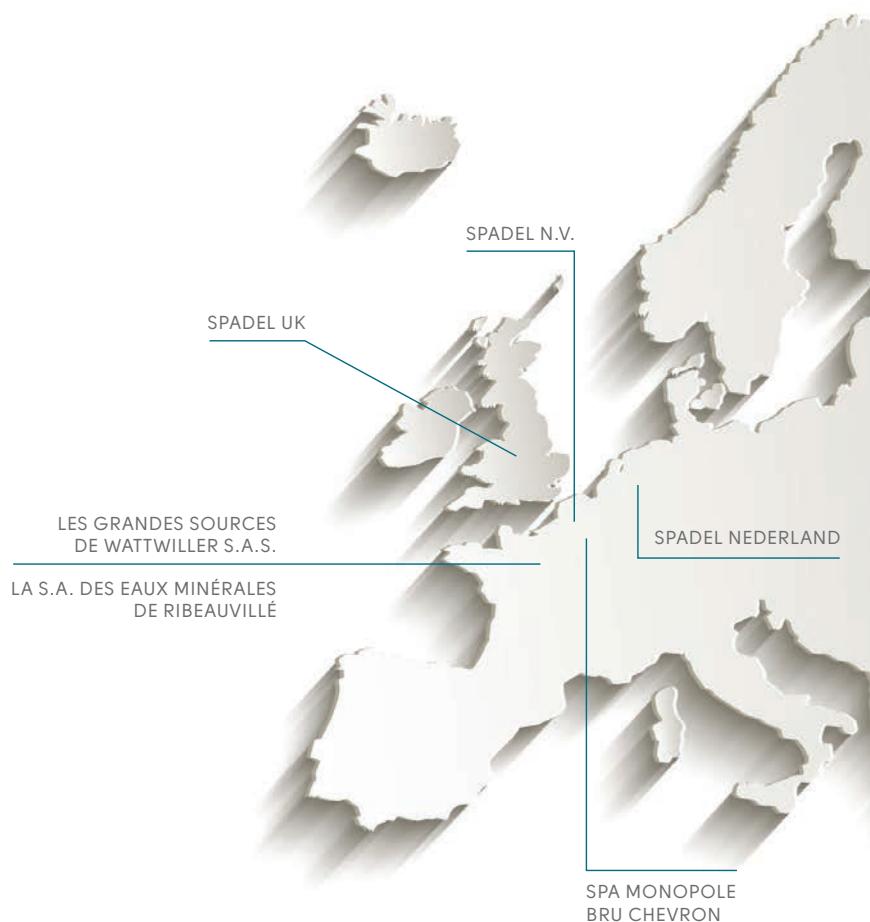 SPADEL N.V.
SPADEL UK
LES GRANDES SOURCES
DE WATTWILLER S.A.S.
SPADEL NEDERLAND
LA S.A. DES EAUX MINÉRALES
DE RIBEAUVILLÉ
SPA MONOPOLE
BRU CHEVRON